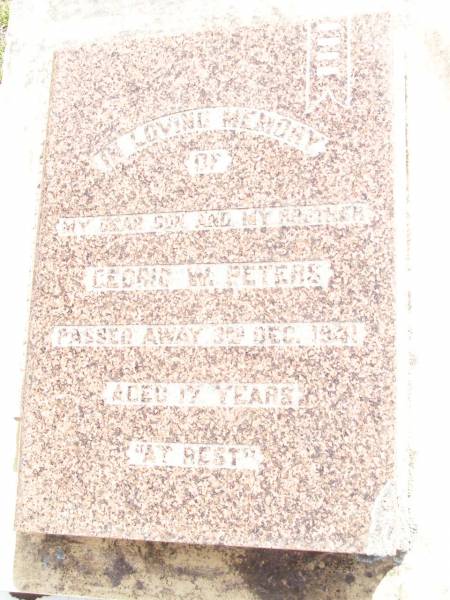 IN LOVING MEMORY
OF
MY DEAR SON AND MY BROTHER
CEDRIC W. PETERS
PASSED AWAY 3RD DEC. 1941
AGED 17 YEARS
"AT REST"